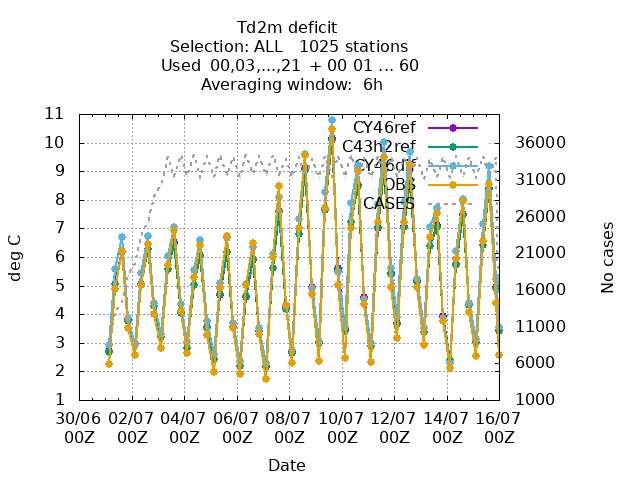 Td2m deficit
Selection: ALL   1025 stations
Used  00,03,...,21  + 00 01 ... 60
Averaging window:  6h
11
10
9
8
7
6
5
4
3
2
1
deg C
CY46ref
C43h2ref
CY46dif
OBS
CASES
36000
31000
26000
21000
16000
11000
6000
1000
No cases
30/06 02/07 04/07 06/07 08/07 10/07 12/07 14/07 16/07
00Z 00Z 00Z 00Z 00Z 00Z 00Z 00Z 00Z
Date